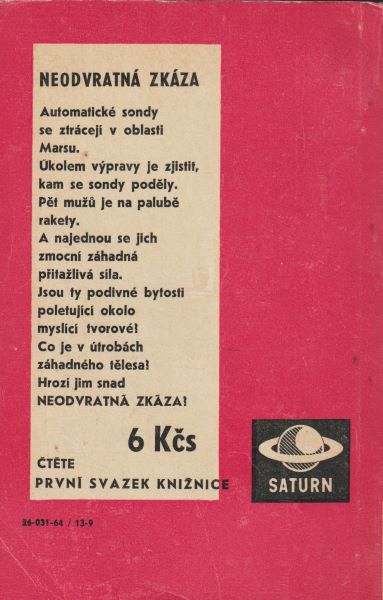 NEODVRATNÁ ZKÁZA
Automatické sondy
se ztrácejí v oblasti
Marsu.
Úkolem výpravy je zjistit,
kam se sondy poděly.
Pět mužů je na palubě
rakety.
A najednou se jich
zmocní záhadná
přitažlivá síla.
Jsou ty podivné bytosti
poletující okolo
myslící tvorové?
Co je v útrobách
záhadného tělesa?
Hrozí jim snad
NEODVRATNÁ ZKÁZA?
6 Kčs
ČTĚTE
PRVNÍ SVAZEK KNIŽNICE
SATURN
26-031-64 / 13-9